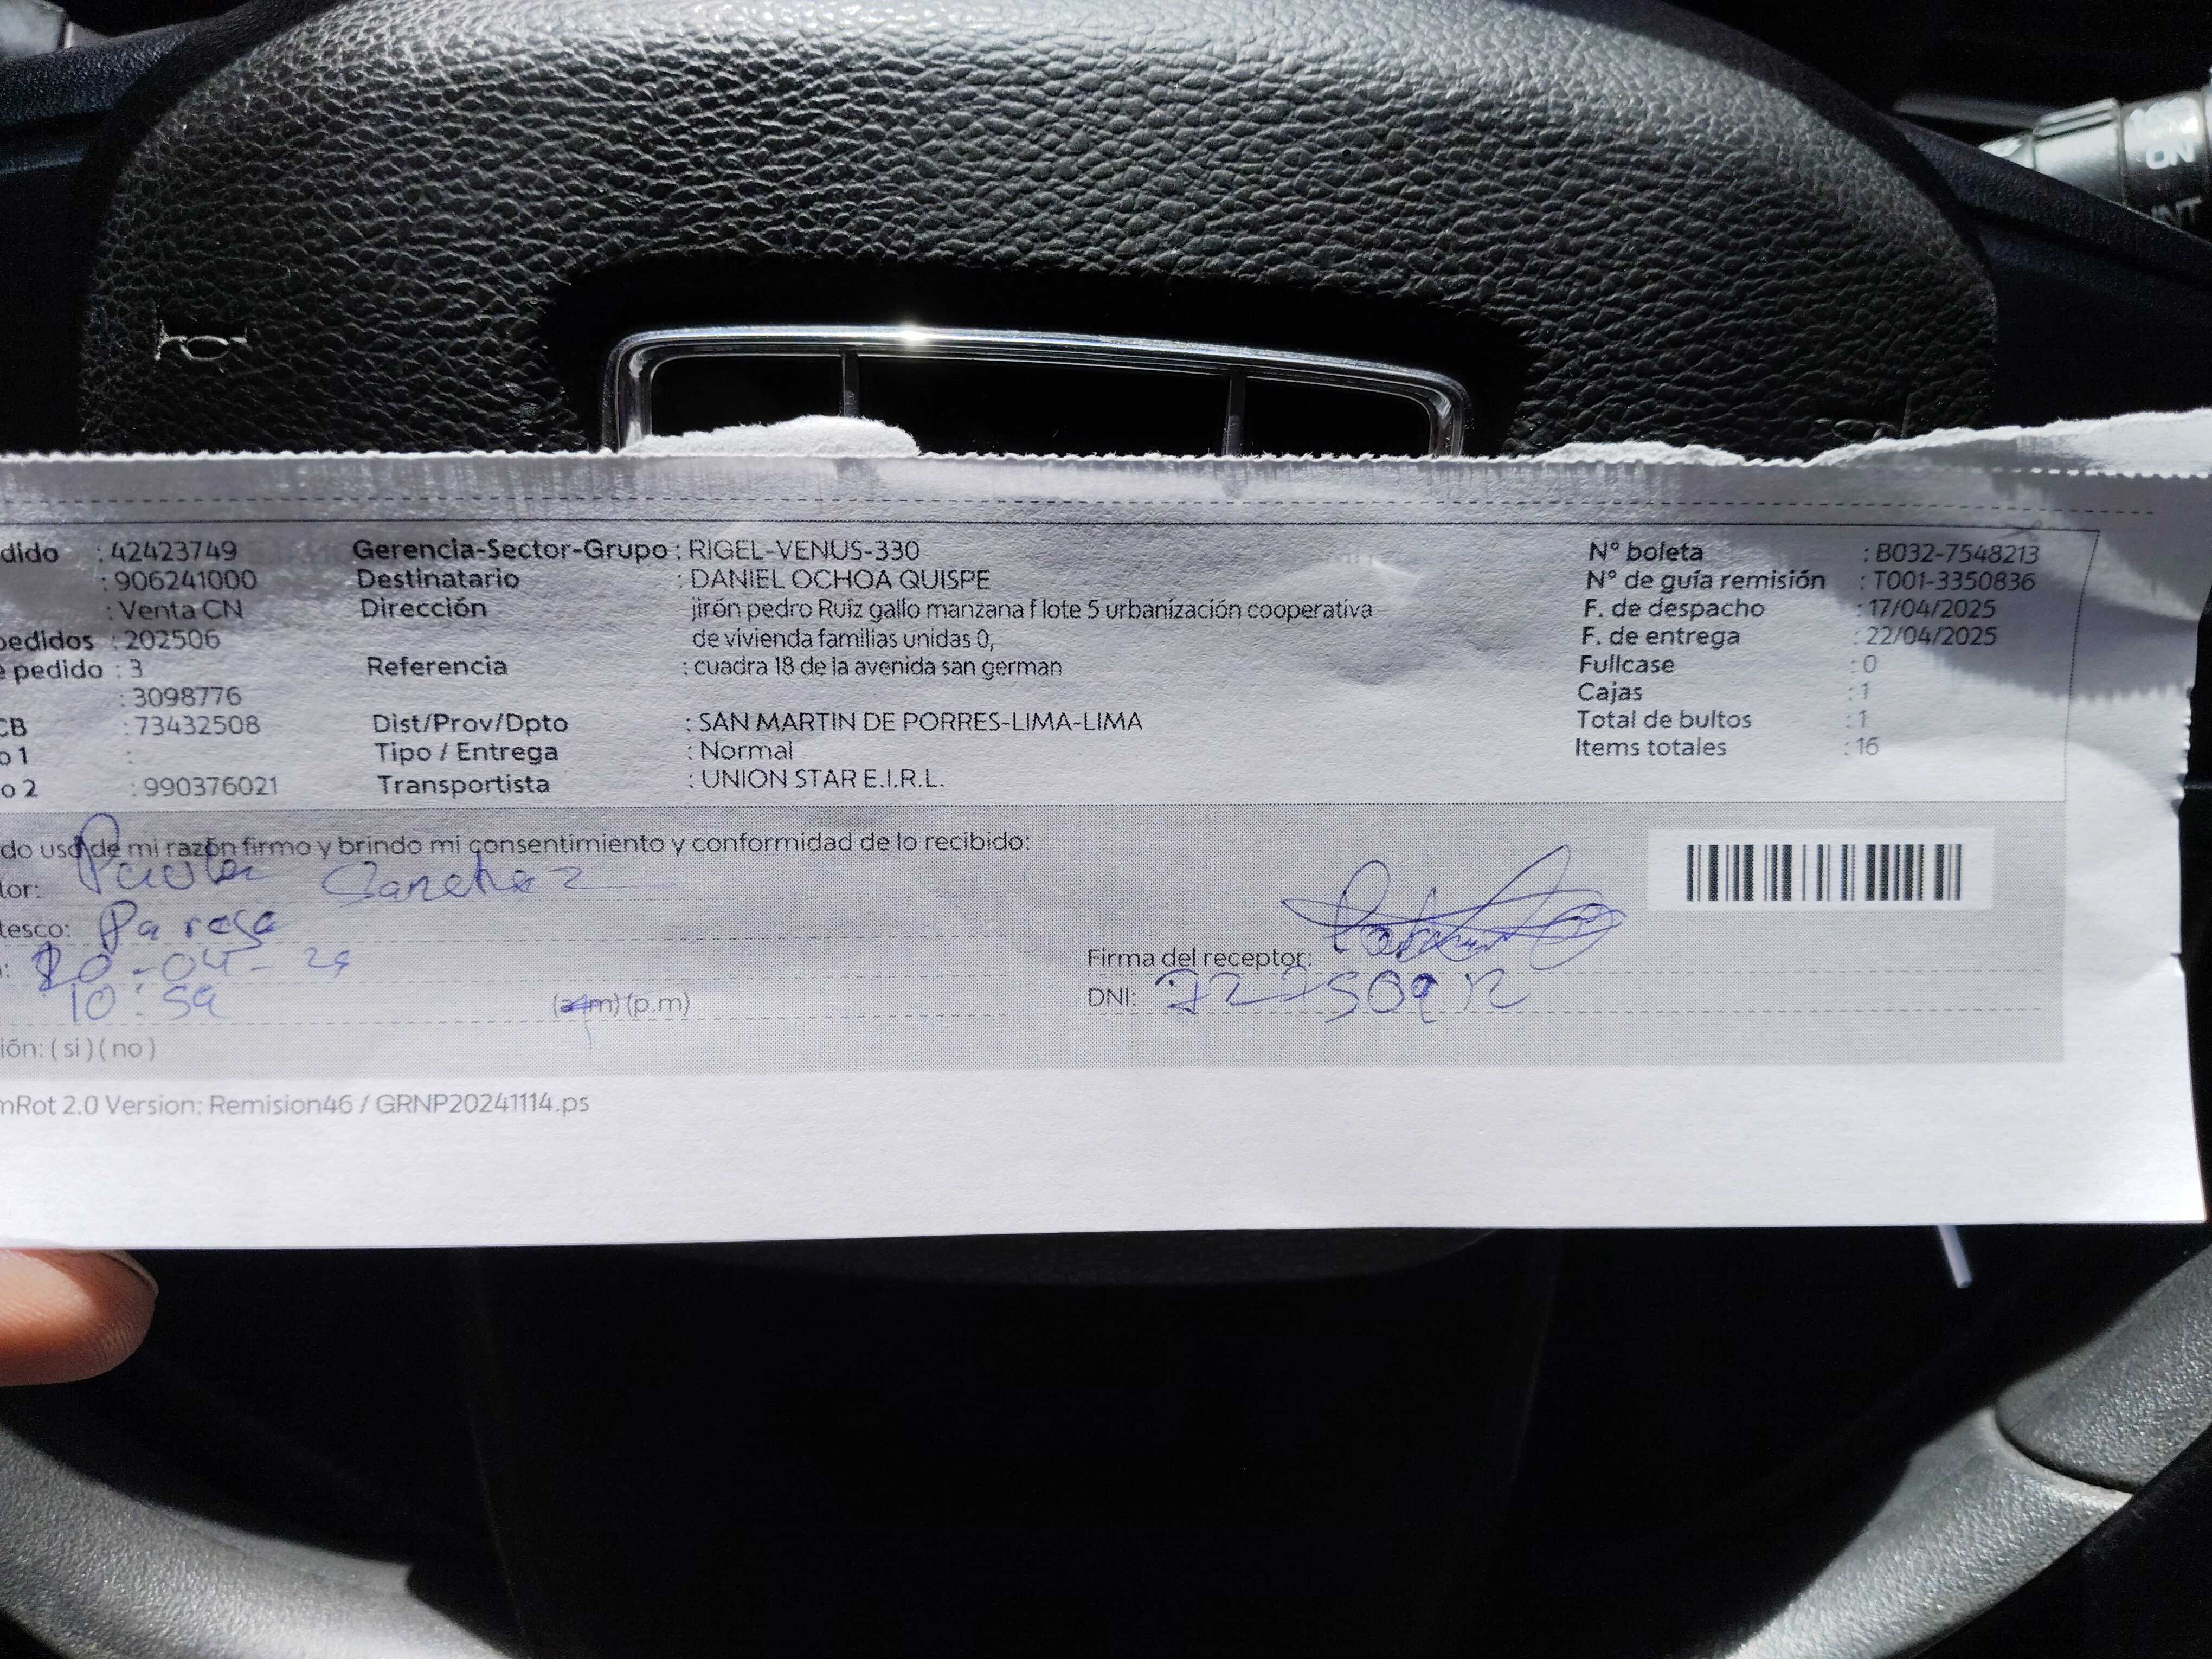 dido : 42423749 Gerencia-Sector-Grupo : RIGEL-VENUS-330 N° boleta : B032-7548213
: 906241000 Destinatario : DANIEL OCHOA QUISPE N° de guía remisión : T001-3350836
: Venta CN Dirección jirón pedro Ruiz gallo manzana f lote 5 urbanización cooperativa F. de despacho : 17/04/2025
pedidos : 202506 de vivienda familias unidas 0, F. de entrega : 22/04/2025
e pedido : 3 Referencia : cuadra 18 de la avenida san german Fullcase : 0
: 3098776 Cajas : 1
CB : 73432508 Dist/Prov/Dpto : SAN MARTIN DE PORRES-LIMA-LIMA Total de bultos : 1
o 1 : Tipo / Entrega : Normal Items totales : 16
o 2 : 990376021 Transportista : UNION STAR E.I.R.L.
do uso de mi razón firmo y brindo mi consentimiento y conformidad de lo recibido:
tor: Sanchez
tesco: Pareja
Firma del receptor:
: 20-04-25
10:59 (a.m) (p.m) DNI:
ión: ( si ) ( no )
mRot 2.0 Version: Remision46 / GRNP20241114.ps
ON